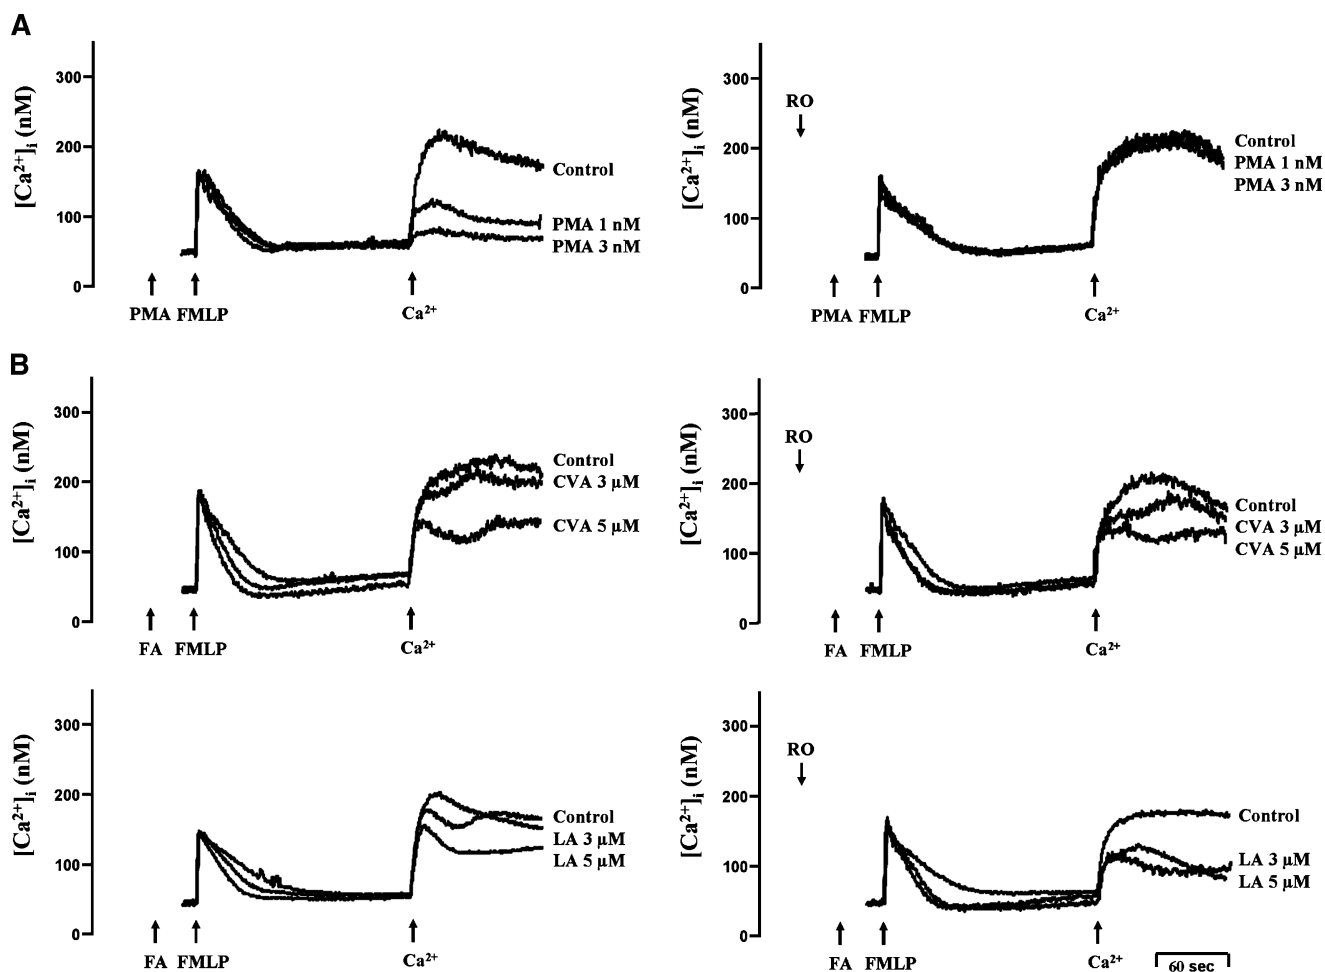 A
[Ca²⁺]ᵢ (nM)
300
200
100
0
Control
PMA 1 nM
PMA 3 nM
PMA FMLP
Ca²⁺
[Ca²⁺]ᵢ (nM)
300
200
100
0
RO
Control
PMA 1 nM
PMA 3 nM
PMA FMLP
Ca²⁺
B
[Ca²⁺]ᵢ (nM)
300
200
100
0
Control
CVA 3 µM
CVA 5 µM
FA FMLP
Ca²⁺
[Ca²⁺]ᵢ (nM)
300
200
100
0
RO
Control
CVA 3 µM
CVA 5 µM
FA FMLP
Ca²⁺
[Ca²⁺]ᵢ (nM)
300
200
100
0
Control
LA 3 µM
LA 5 µM
FA FMLP
Ca²⁺
[Ca²⁺]ᵢ (nM)
300
200
100
0
RO
Control
LA 3 µM
LA 5 µM
FA FMLP
Ca²⁺
60 sec